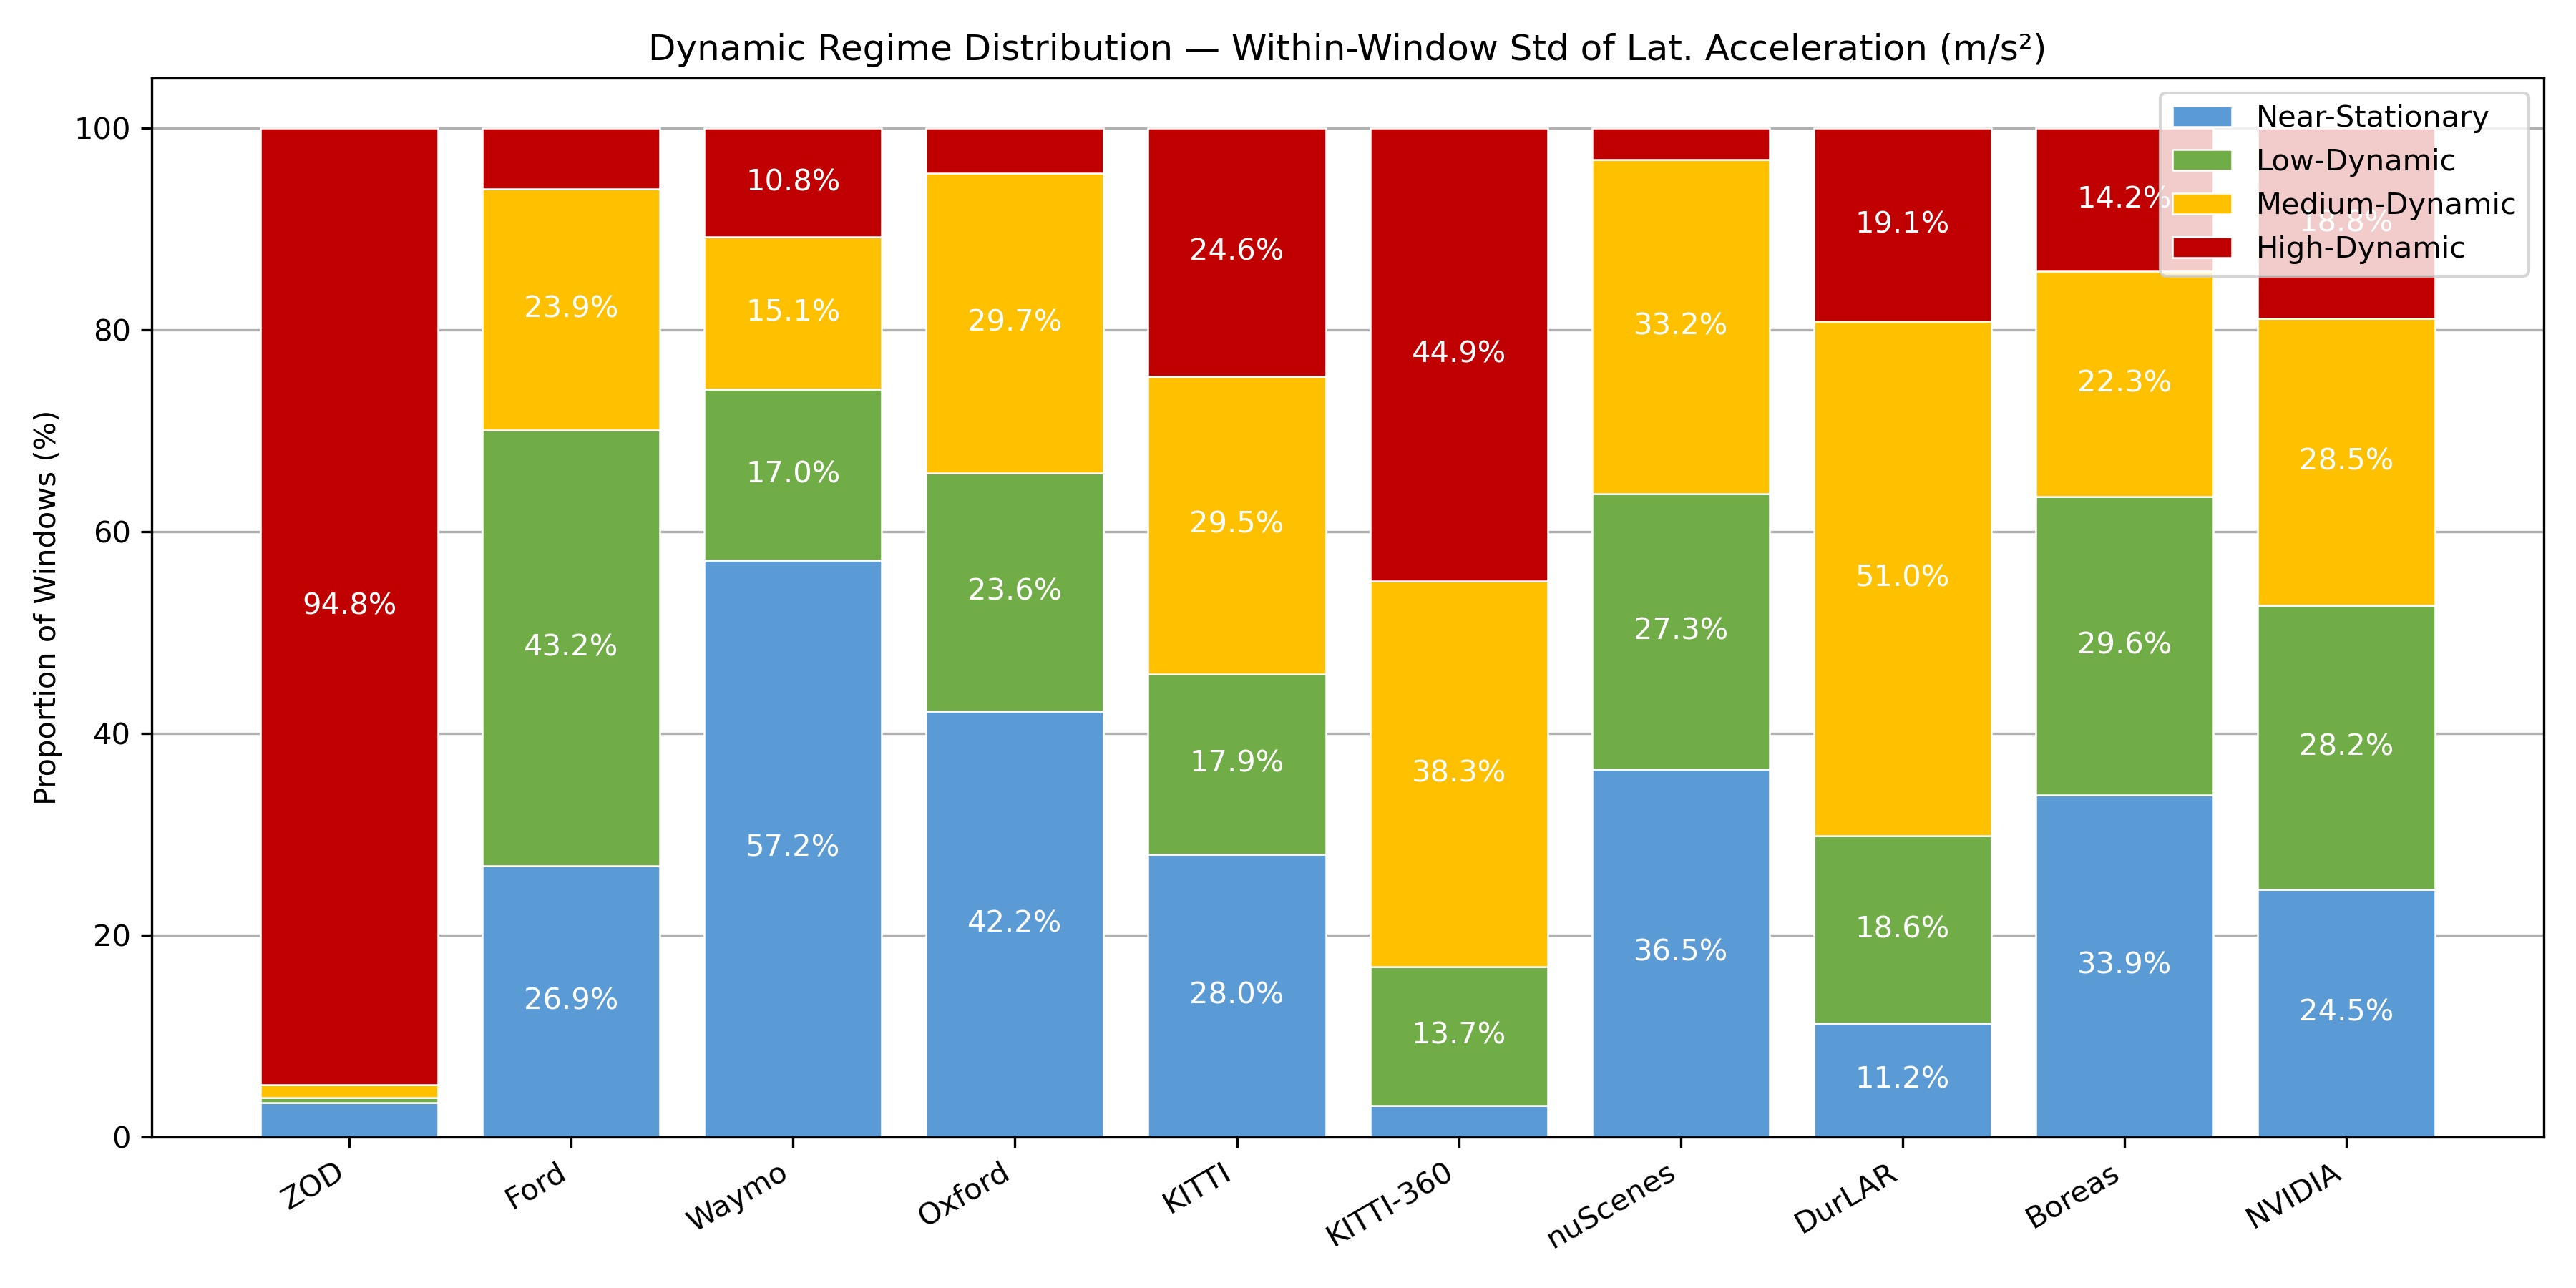 Dynamic Regime Distribution — Within-Window Std of Lat. Acceleration (m/s²)
Proportion of Windows (%)
100
80
60
40
20
0
Near-Stationary
Low-Dynamic
Medium-Dynamic
High-Dynamic
94.8%
23.9%
43.2%
26.9%
10.8%
15.1%
17.0%
57.2%
29.7%
23.6%
42.2%
24.6%
29.5%
17.9%
28.0%
44.9%
38.3%
13.7%
33.2%
27.3%
36.5%
19.1%
51.0%
18.6%
11.2%
14.2%
22.3%
29.6%
33.9%
18.8%
28.5%
28.2%
24.5%
ZOD
Ford
Waymo
Oxford
KITTI
KITTI-360
nuScenes
DurLAR
Boreas
NVIDIA